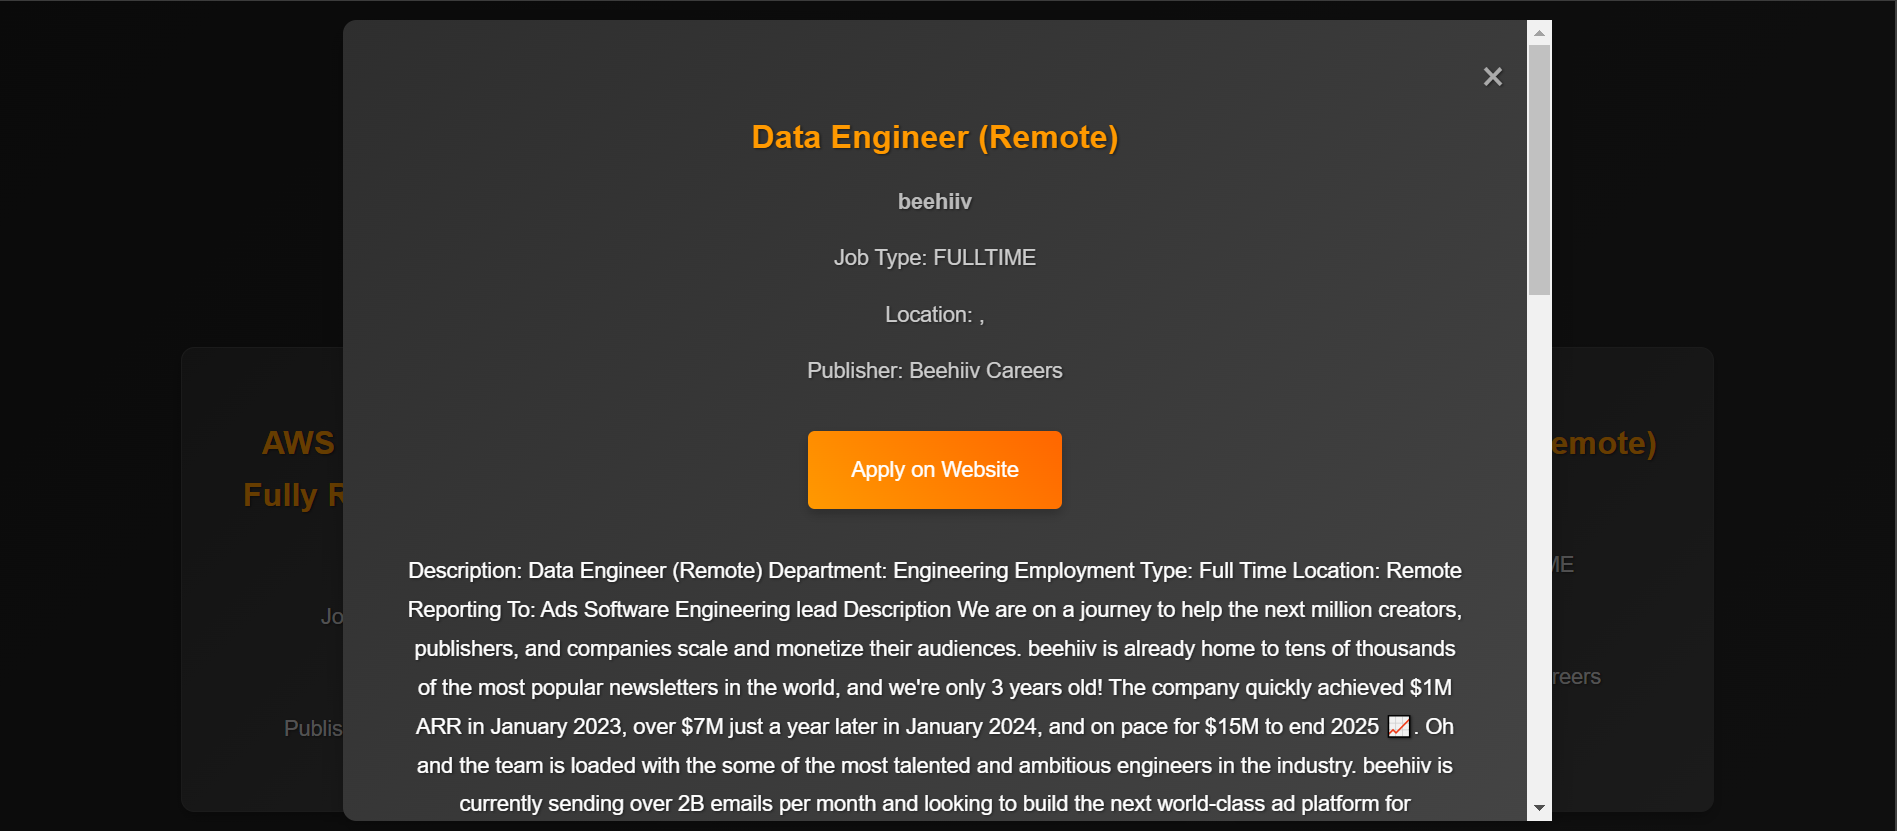 ×
Data Engineer (Remote)
beehiiv
Job Type: FULLTIME
Location: ,
Publisher: Beehiiv Careers
Apply on Website
Description: Data Engineer (Remote) Department: Engineering Employment Type: Full Time Location: Remote
Reporting To: Ads Software Engineering lead Description We are on a journey to help the next million creators,
publishers, and companies scale and monetize their audiences. beehiiv is already home to tens of thousands
of the most popular newsletters in the world, and we're only 3 years old! The company quickly achieved $1M
ARR in January 2023, over $7M just a year later in January 2024, and on pace for $15M to end 2025 📈. Oh
and the team is loaded with the some of the most talented and ambitious engineers in the industry. beehiiv is
currently sending over 2B emails per month and looking to build the next world-class ad platform for
AWS
Fully R
Jo
Publis
emote)
ME
reers